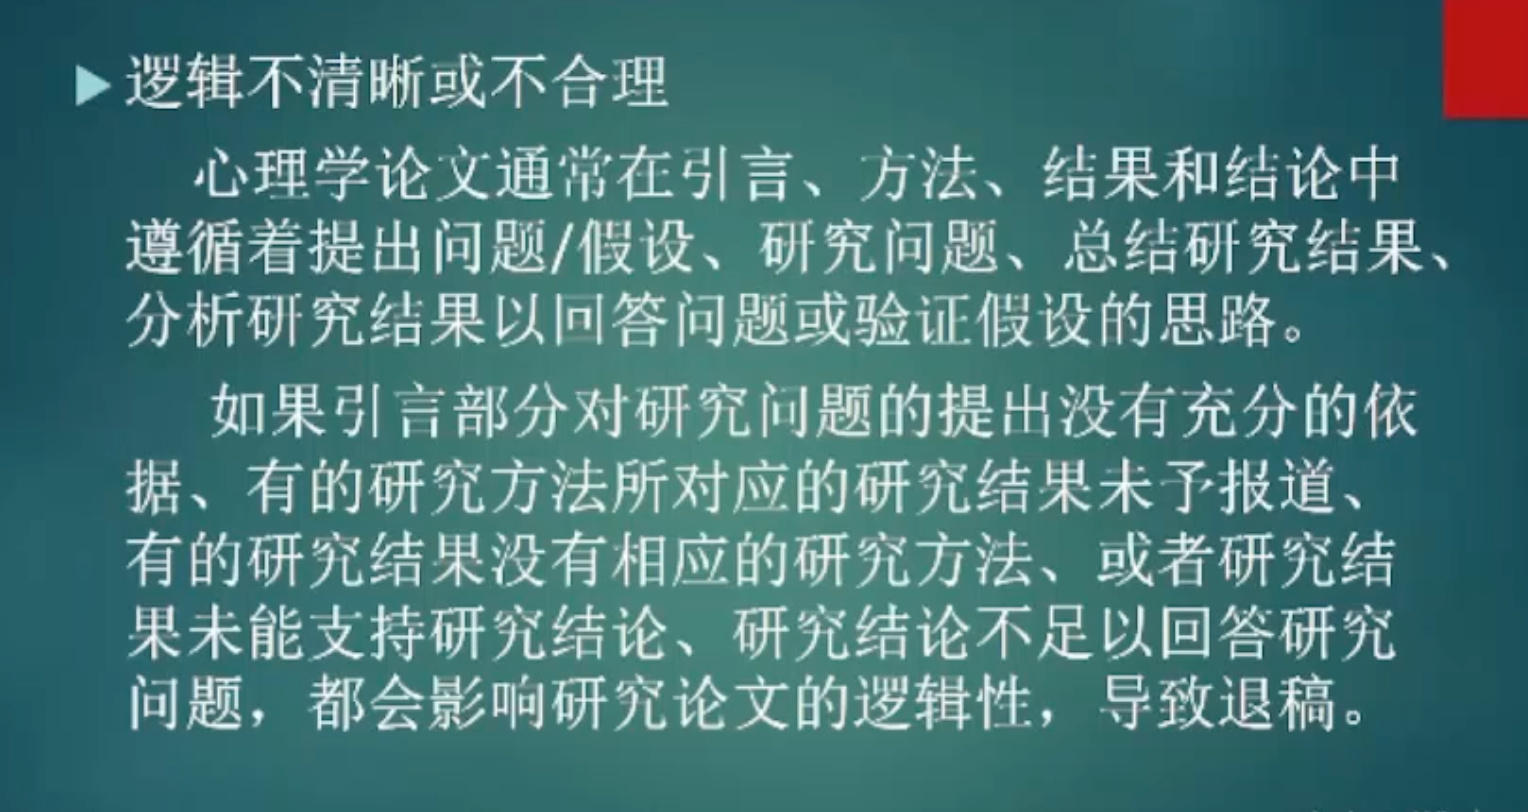 逻辑不清晰或不合理
心理学论文通常在引言、方法、结果和结论中
遵循着提出问题/假设、研究问题、总结研究结果、
分析研究结果以回答问题或验证假设的思路。
如果引言部分对研究问题的提出没有充分的依
据、有的研究方法所对应的研究结果未予报道、
有的研究结果没有相应的研究方法、或者研究结
果未能支持研究结论、研究结论不足以回答研究
问题，都会影响研究论文的逻辑性，导致退稿。